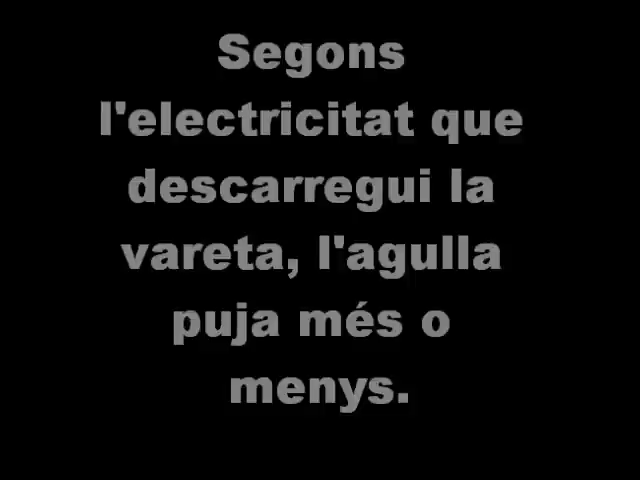 Segons
l'electricitat que
descarregui la
vareta, l'agulla
puja més o
menys.